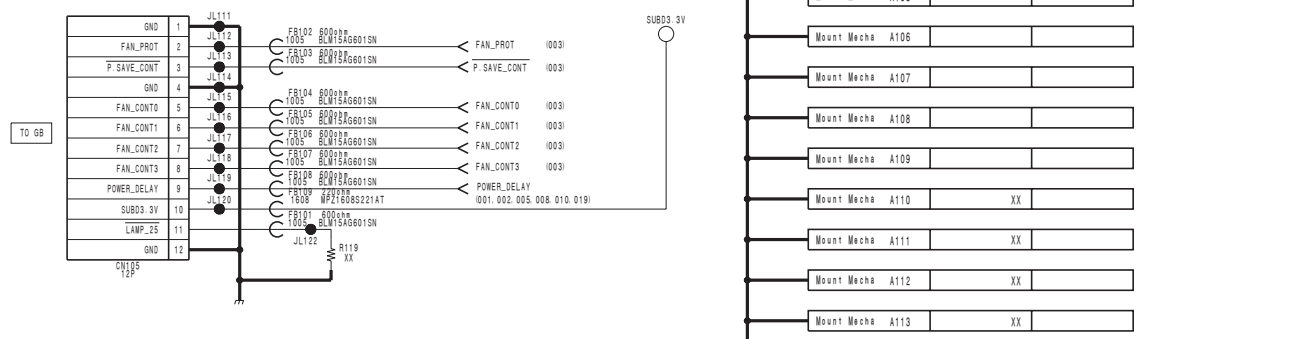 TO GB
GND 1
FAN_PROT 2
P.SAVE_CONT 3
GND 4
FAN_CONT0 5
FAN_CONT1 6
FAN_CONT2 7
FAN_CONT3 8
POWER_DELAY 9
SUBD3.3V 10
LAMP_25 11
GND 12
CN105
12P
JL111
JL112
JL113
JL114
JL115
JL116
JL117
JL118
JL119
JL120
JL122
FB102 600ohm
1005 BLM15AG601SN
FB103 600ohm
1005 BLM15AG601SN
FB104 600ohm
1005 BLM15AG601SN
FB105 600ohm
1005 BLM15AG601SN
FB106 600ohm
1005 BLM15AG601SN
FB107 600ohm
1005 BLM15AG601SN
FB108 600ohm
1005 BLM15AG601SN
FB109 220ohm
1608 MPZ1608S221AT
FB101 600ohm
1005 BLM15AG601SN
R119
XX
FAN_PROT (003)
P.SAVE_CONT (003)
FAN_CONT0 (003)
FAN_CONT1 (003)
FAN_CONT2 (003)
FAN_CONT3 (003)
POWER_DELAY
(001,002,005,008,010,019)
SUBD3.3V
Mount Mecha A106
Mount Mecha A107
Mount Mecha A108
Mount Mecha A109
Mount Mecha A110 XX
Mount Mecha A111 XX
Mount Mecha A112 XX
Mount Mecha A113 XX